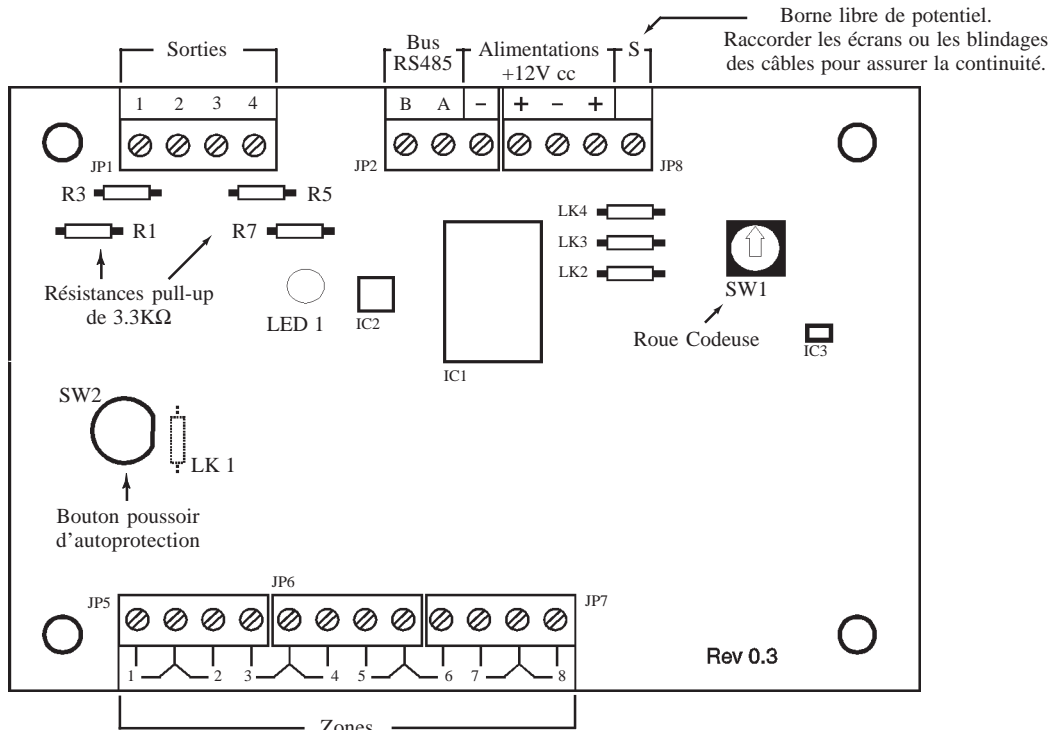 Borne libre de potentiel.
Raccorder les écrans ou les blindages
des câbles pour assurer la continuité.
Sorties
Bus
RS485
Alimentations
+12V cc
S
1 2 3 4
B A – + – +
JP1
JP2
JP8
R3
R5
R1
R7
LK4
LK3
LK2
Résistances pull-up
de 3.3KΩ
LED 1
IC2
IC1
SW1
Roue Codeuse
IC3
SW2
LK 1
Bouton poussoir
d'autoprotection
JP5
JP6
JP7
1 2 3 4 5 6 7 8
Rev 0.3
Zones